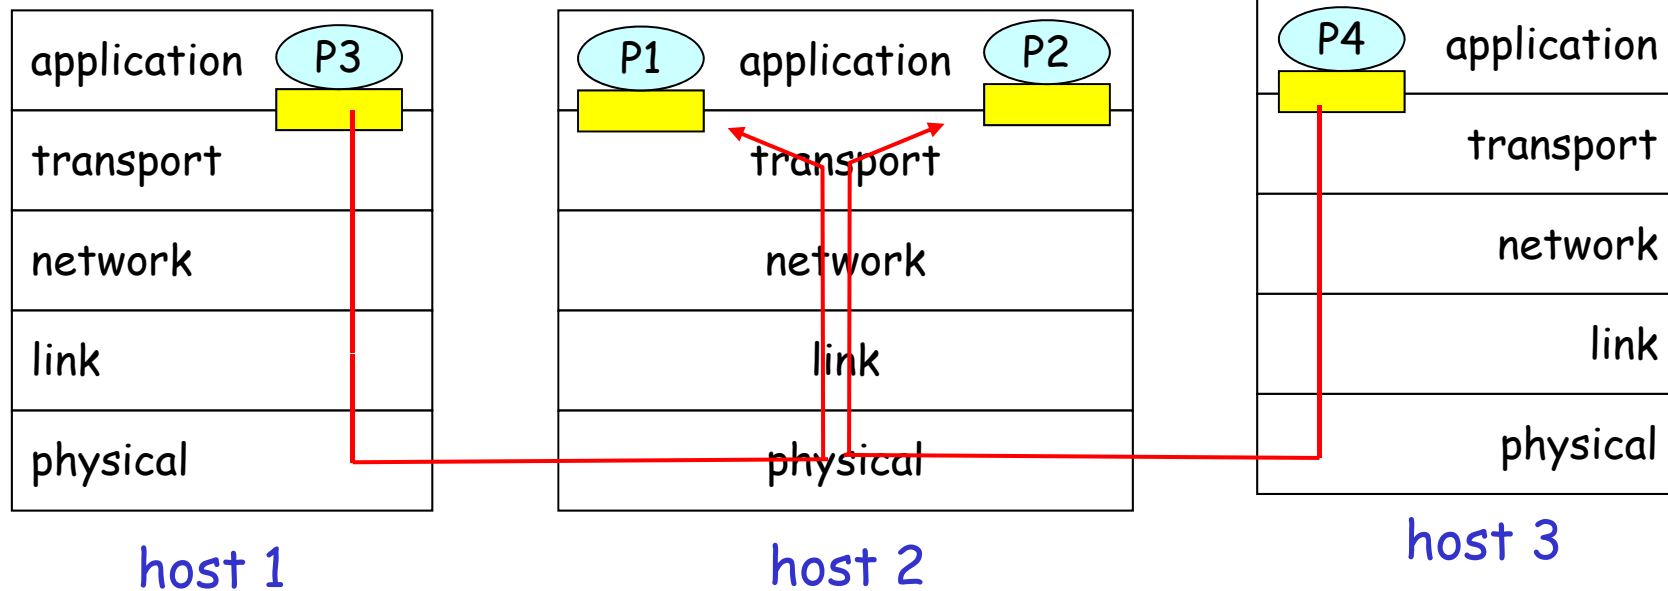 application
P3
transport
network
link
physical
host 1
P1
application
P2
transport
network
link
physical
host 2
P4
application
transport
network
link
physical
host 3